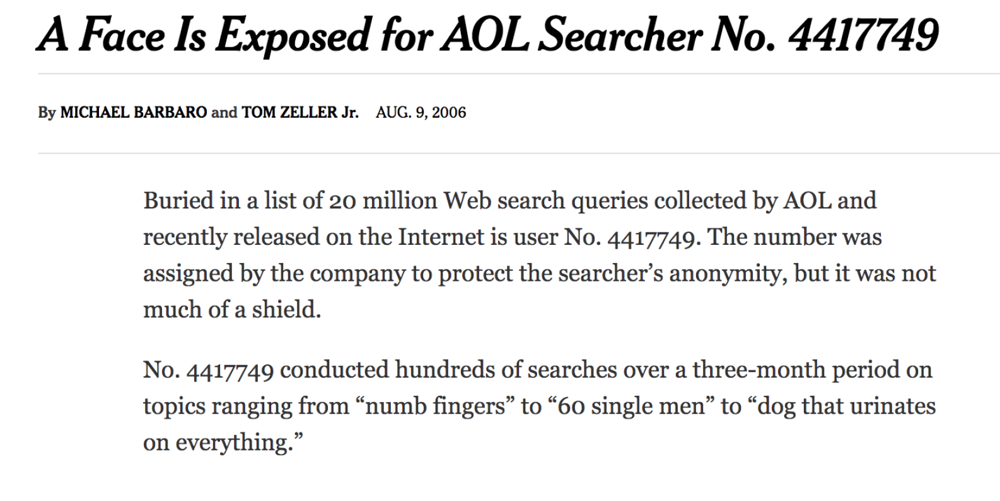 A Face Is Exposed for AOL Searcher No. 4417749
By MICHAEL BARBARO and TOM ZELLER Jr. AUG. 9, 2006
Buried in a list of 20 million Web search queries collected by AOL and
recently released on the Internet is user No. 4417749. The number was
assigned by the company to protect the searcher’s anonymity, but it was not
much of a shield.
No. 4417749 conducted hundreds of searches over a three-month period on
topics ranging from “numb fingers” to “60 single men” to “dog that urinates
on everything.”